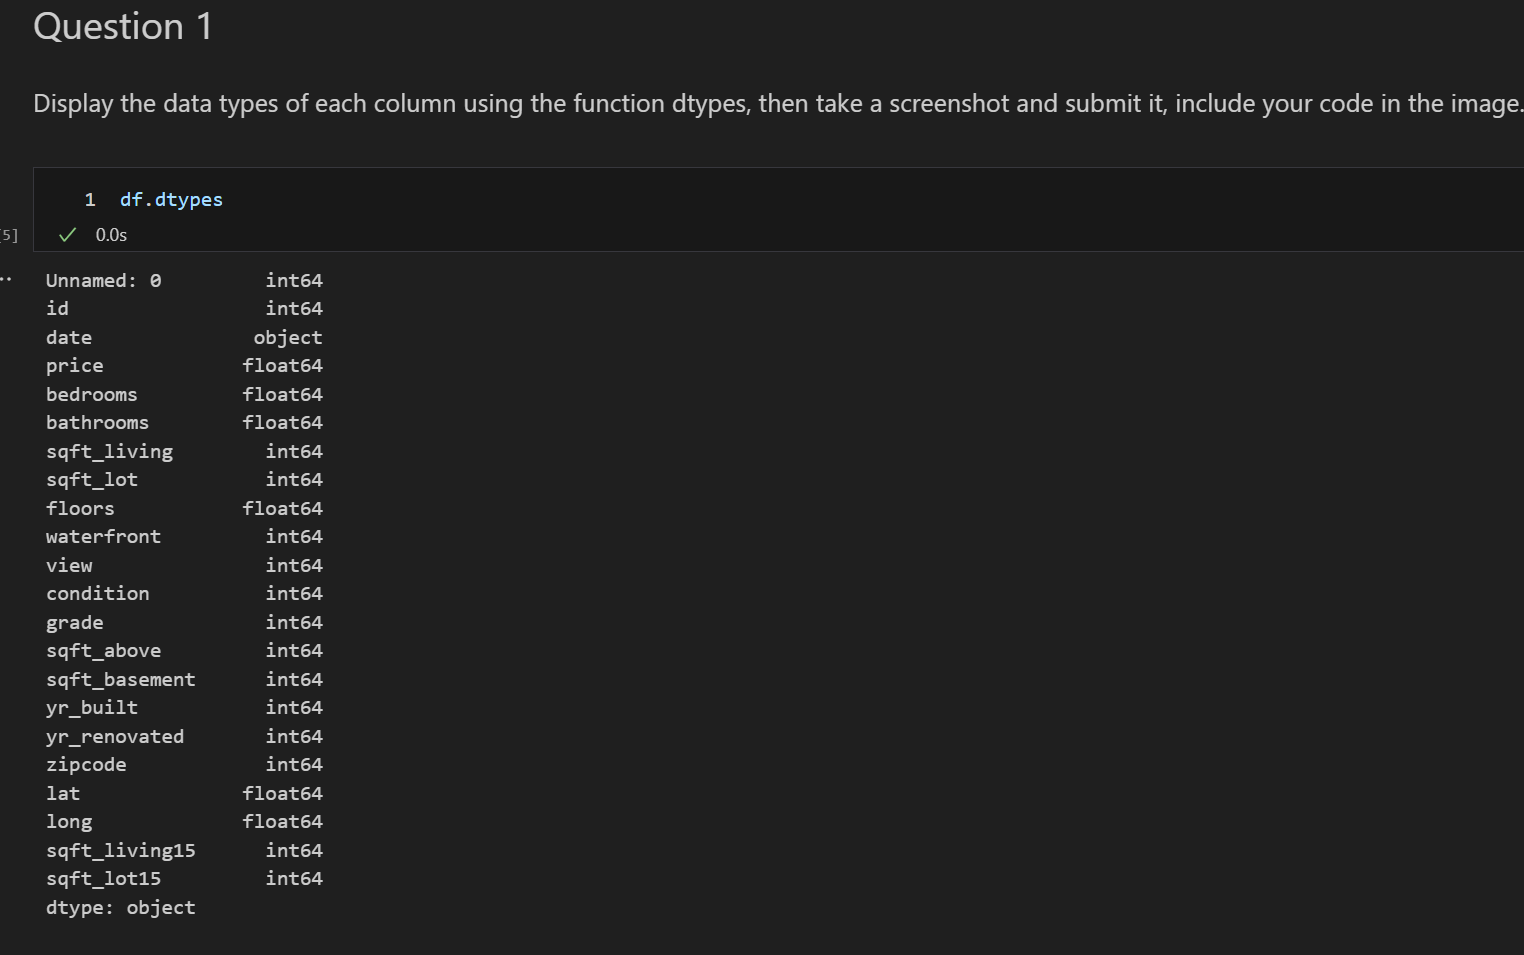 Question 1
Display the data types of each column using the function dtypes, then take a screenshot and submit it, include your code in the image.
1 df.dtypes
5] ✓ 0.0s
Unnamed: 0 int64
id int64
date object
price float64
bedrooms float64
bathrooms float64
sqft_living int64
sqft_lot int64
floors float64
waterfront int64
view int64
condition int64
grade int64
sqft_above int64
sqft_basement int64
yr_built int64
yr_renovated int64
zipcode int64
lat float64
long float64
sqft_living15 int64
sqft_lot15 int64
dtype: object